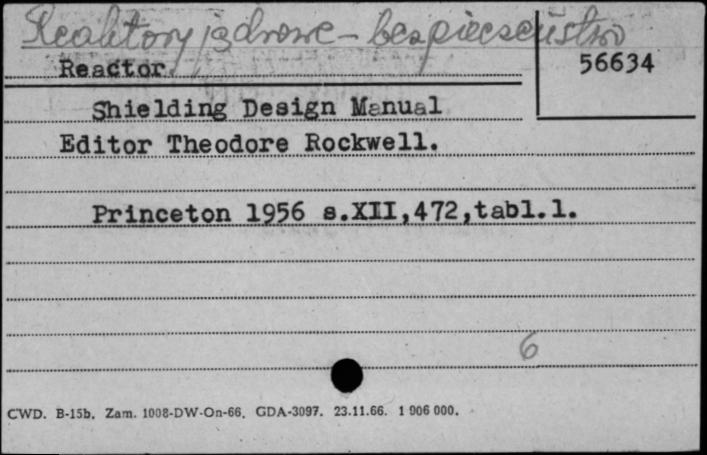 Reaktory jądrowe - bezpieczeństwo
56634
Reactor
Shielding Design Manual
Editor Theodore Rockwell.
Princeton 1956 s.XII,472,tabl.1.
6
CWD. B-15b. Zam. 1008-DW-On-66. GDA-3097. 23.11.66. 1 906 000.